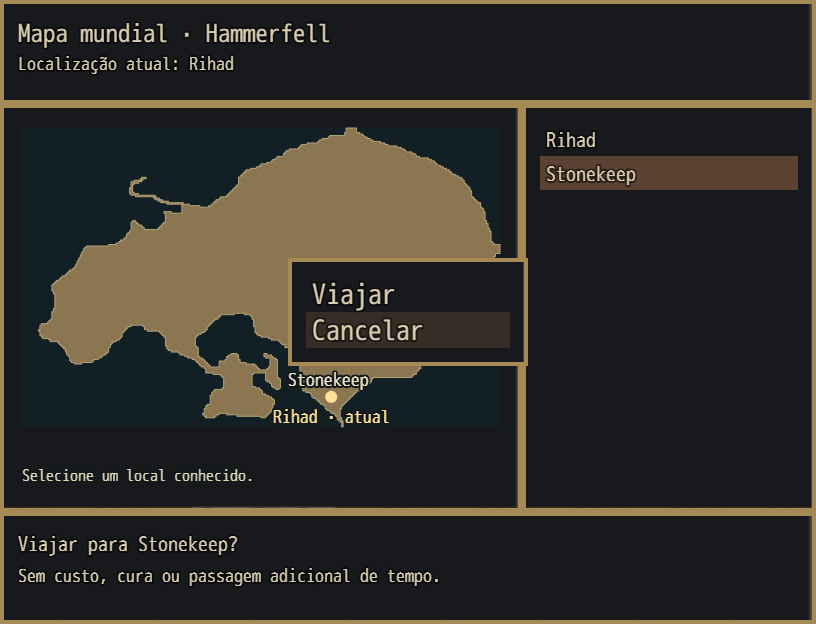 Mapa mundial · Hammerfell
Localização atual: Rihad
Rihad
Stonekeep
Viajar
Cancelar
Stonekeep
Rihad · atual
Selecione um local conhecido.
Viajar para Stonekeep?
Sem custo, cura ou passagem adicional de tempo.